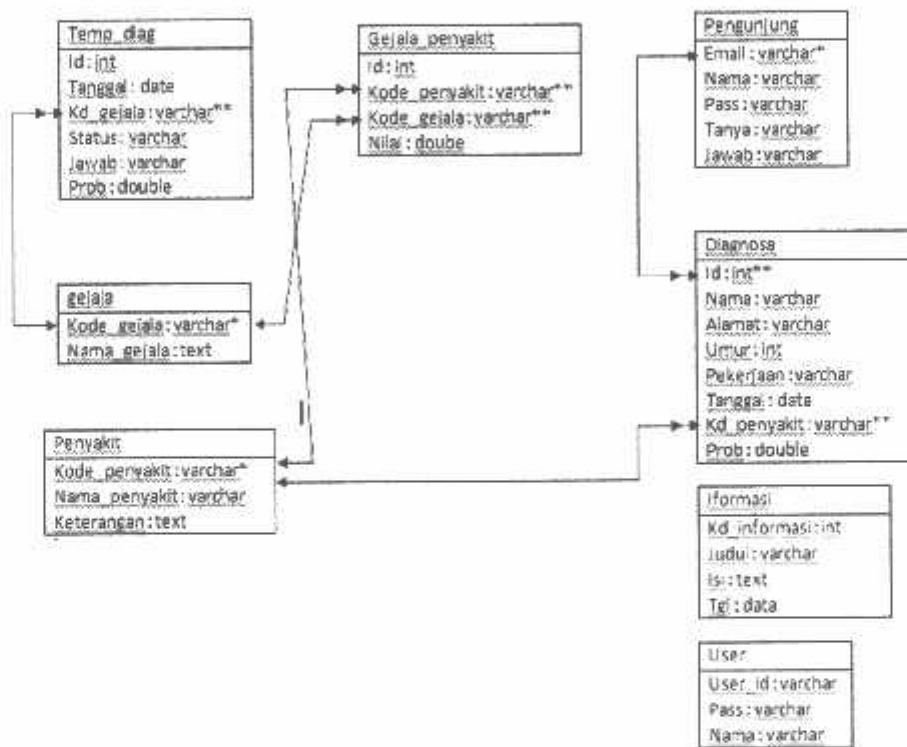 Temp_diag
Id : int
Tanggal : date
Kd_gejala : varchar**
Status : varchar
Jawab : varchar
Prob : double
Gejala_penyakit
Id : int
Kode_penyakit : varchar**
Kode_gejala : varchar**
Nilai : doube
Pengunjung
Email : varchar*
Nama : varchar
Pass : varchar
Tanya : varchar
Jawab : varchar
gejala
Kode_gejala : varchar*
Nama_gejala : text
Penyakit
Kode_penyakit : varchar*
Nama_penyakit : varchar
Keterangan : text
Diagnosa
Id : int**
Nama : varchar
Alamat : varchar
Umur : int
Pekerjaan : varchar
Tanggal : data
Kd_penyakit : varchar**
Prob : double
Iformasi
Kd_informasi : int
Judul : varchar
Isi : text
Tgl : data
User
User_id : varchar
Pass : varchar
Nama : varchar